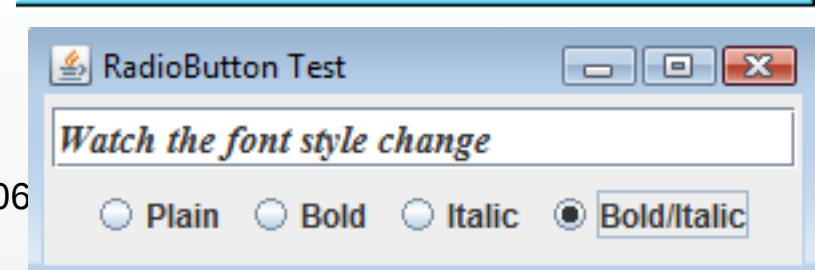 RadioButton Test
Watch the font style change
06
Plain Bold Italic Bold/Italic